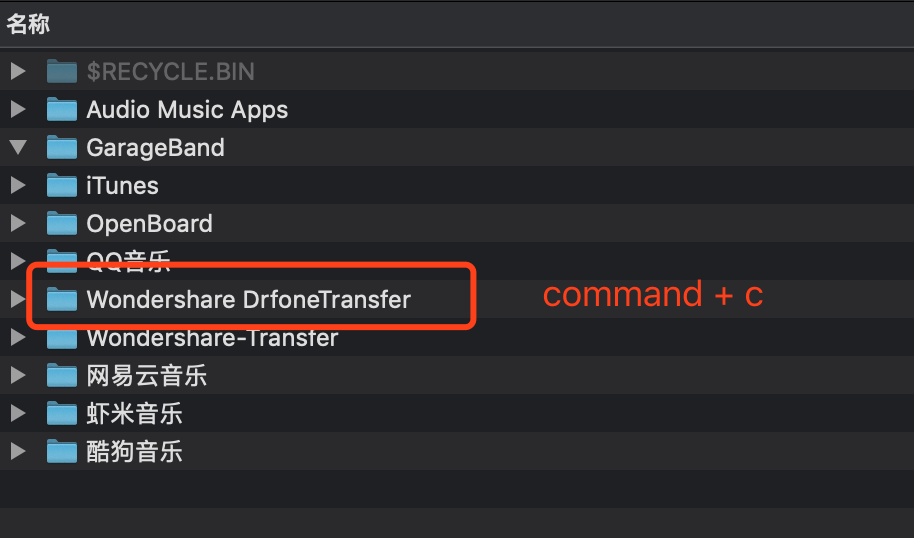 名称
$RECYCLE.BIN
Audio Music Apps
GarageBand
iTunes
OpenBoard
QQ音乐
Wondershare DrfoneTransfer
command + c
Wondershare-Transfer
网易云音乐
虾米音乐
酷狗音乐